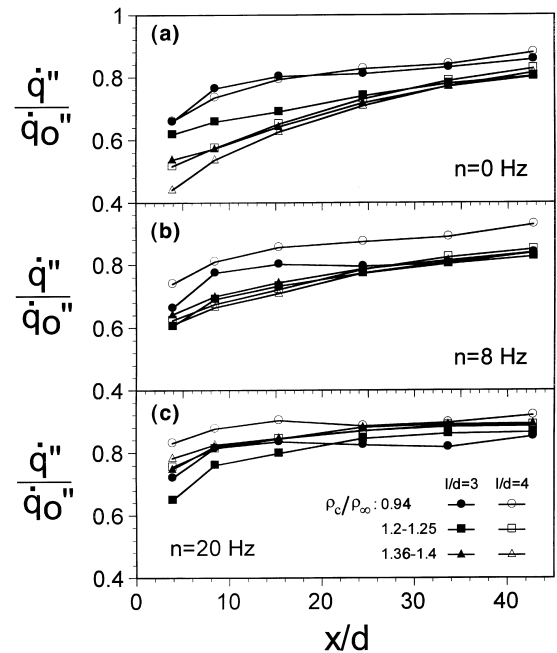 1
(a)
0.8
q̇"
q̇o"
0.6
n=0 Hz
0.4
(b)
0.8
q̇"
q̇o"
0.6
n=8 Hz
0.4
(c)
q̇"
q̇o"
0.8
l/d=3 l/d=4
ρc/ρ∞: 0.94
0.6
1.2-1.25
n=20 Hz
1.36-1.4
0.4
0 10 20 30 40
x/d